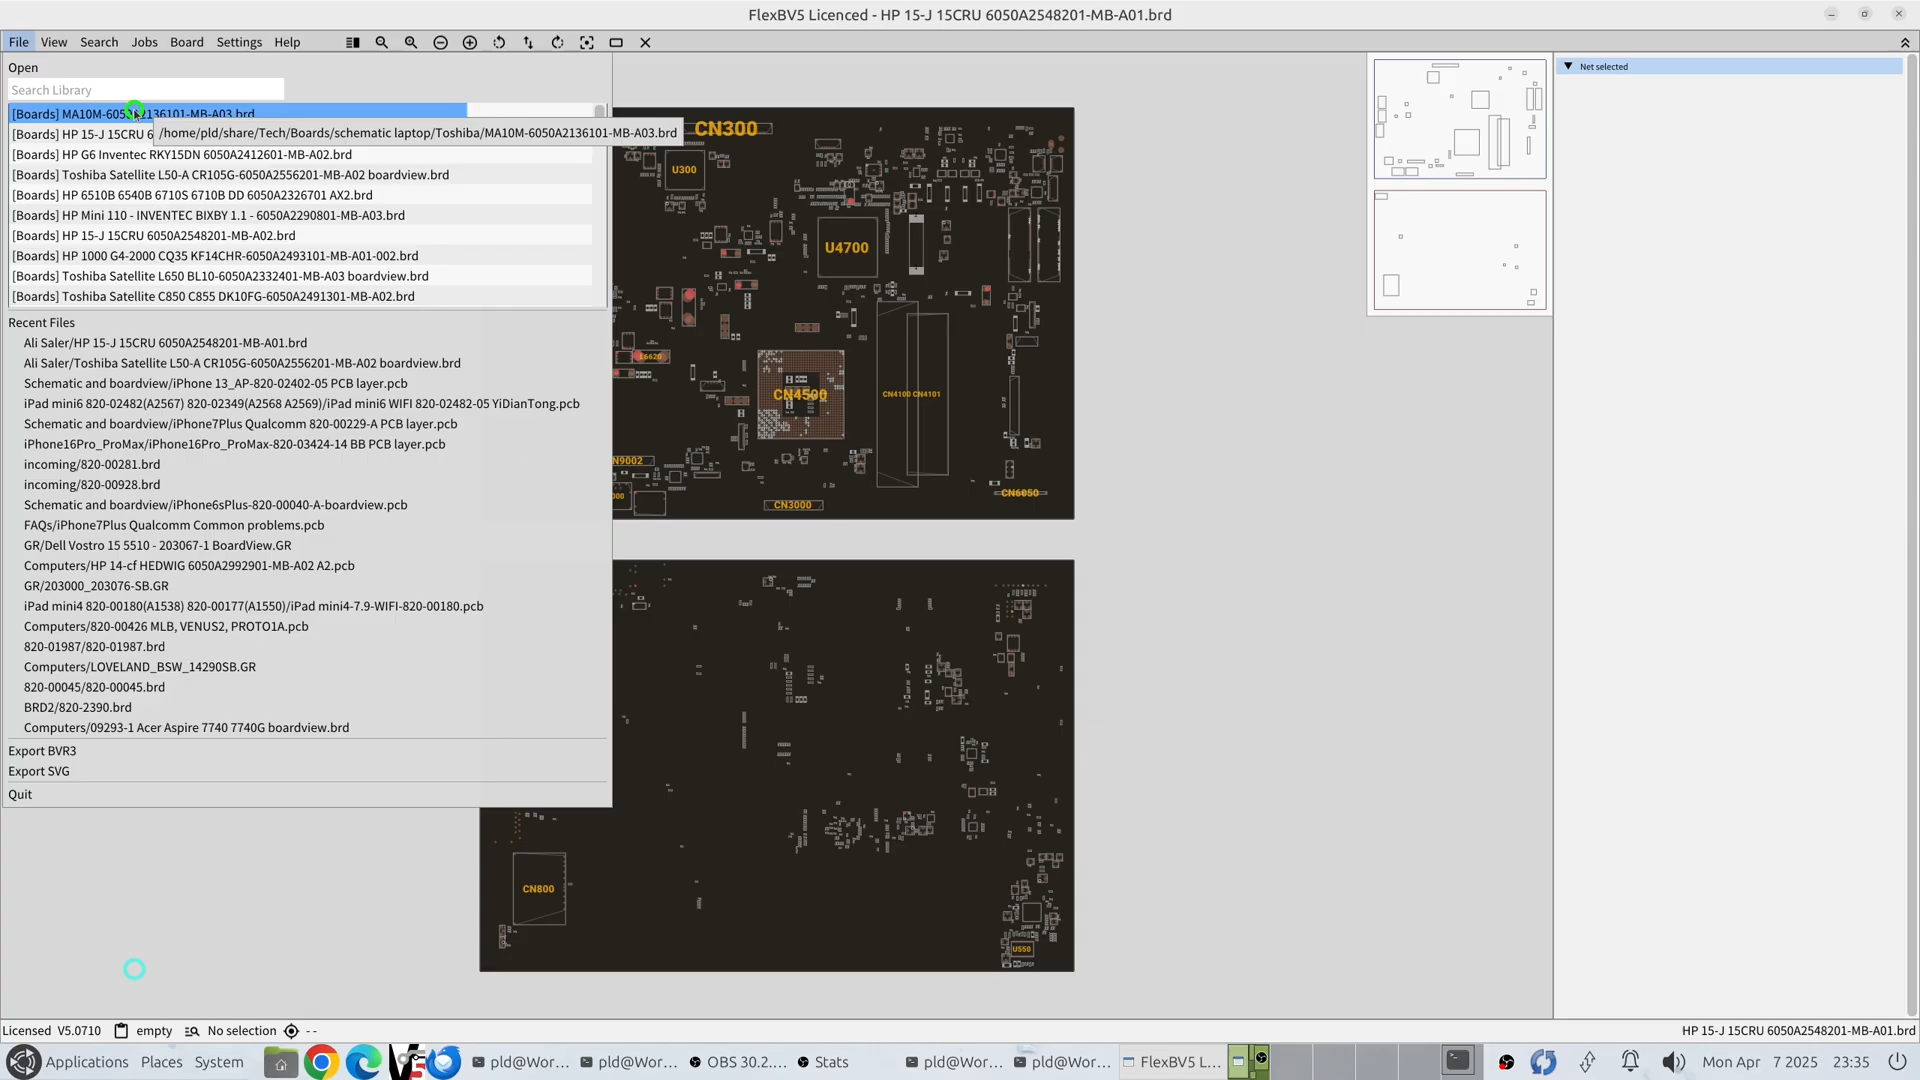 FlexBV5 Licenced - HP 15-J 15CRU 6050A2548201-MB-A01.brd
File View Search Jobs Board Settings Help
Open
Search Library
[Boards] MA10M-6050A2136101-MB-A03.brd
[Boards] HP 15-J 15CRU 6
/home/pld/share/Tech/Boards/schematic laptop/Toshiba/MA10M-6050A2136101-MB-A03.brd
[Boards] HP G6 Inventec RKY15DN 6050A2412601-MB-A02.brd
[Boards] Toshiba Satellite L50-A CR105G-6050A2556201-MB-A02 boardview.brd
[Boards] HP 6510B 6540B 6710S 6710B DD 6050A2326701 AX2.brd
[Boards] HP Mini 110 - INVENTEC BIXBY 1.1 - 6050A2290801-MB-A03.brd
[Boards] HP 15-J 15CRU 6050A2548201-MB-A02.brd
[Boards] HP 1000 G4-2000 CQ35 KF14CHR-6050A2493101-MB-A01-002.brd
[Boards] Toshiba Satellite L650 BL10-6050A2332401-MB-A03 boardview.brd
[Boards] Toshiba Satellite C850 C855 DK10FG-6050A2491301-MB-A02.brd
Recent Files
Ali Saler/HP 15-J 15CRU 6050A2548201-MB-A01.brd
Ali Saler/Toshiba Satellite L50-A CR105G-6050A2556201-MB-A02 boardview.brd
Schematic and boardview/iPhone 13_AP-820-02402-05 PCB layer.pcb
iPad mini6 820-02482(A2567) 820-02349(A2568 A2569)/iPad mini6 WIFI 820-02482-05 YiDianTong.pcb
Schematic and boardview/iPhone7Plus Qualcomm 820-00229-A PCB layer.pcb
iPhone16Pro_ProMax/iPhone16Pro_ProMax-820-03424-14 BB PCB layer.pcb
incoming/820-00281.brd
incoming/820-00928.brd
Schematic and boardview/iPhone6sPlus-820-00040-A-boardview.pcb
FAQs/iPhone7Plus Qualcomm Common problems.pcb
GR/Dell Vostro 15 5510 - 203067-1 BoardView.GR
Computers/HP 14-cf HEDWIG 6050A2992901-MB-A02 A2.pcb
GR/203000_203076-SB.GR
iPad mini4 820-00180(A1538) 820-00177(A1550)/iPad mini4-7.9-WIFI-820-00180.pcb
Computers/820-00426 MLB, VENUS2, PROTO1A.pcb
820-01987/820-01987.brd
Computers/LOVELAND_BSW_14290SB.GR
820-00045/820-00045.brd
BRD2/820-2390.brd
Computers/09293-1 Acer Aspire 7740 7740G boardview.brd
Export BVR3
Export SVG
Quit
CN300
U300
U4700
L6620
CN4500
CN4100 CN4101
N9002
000
CN3000
CN6050
CN800
U550
Net selected
Licensed V5.0710 empty No selection - -
HP 15-J 15CRU 6050A2548201-MB-A01.brd
Applications Places System pld@Wor... pld@Wor... OBS 30.2.... Stats pld@Wor... pld@Wor... FlexBV5 L... Mon Apr 7 2025 23:35